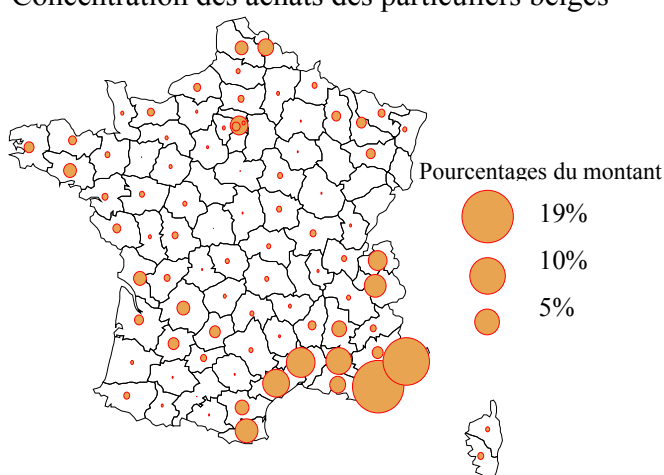 Concentration des achats des particuliers belges
Pourcentages du montant
19%
10%
5%